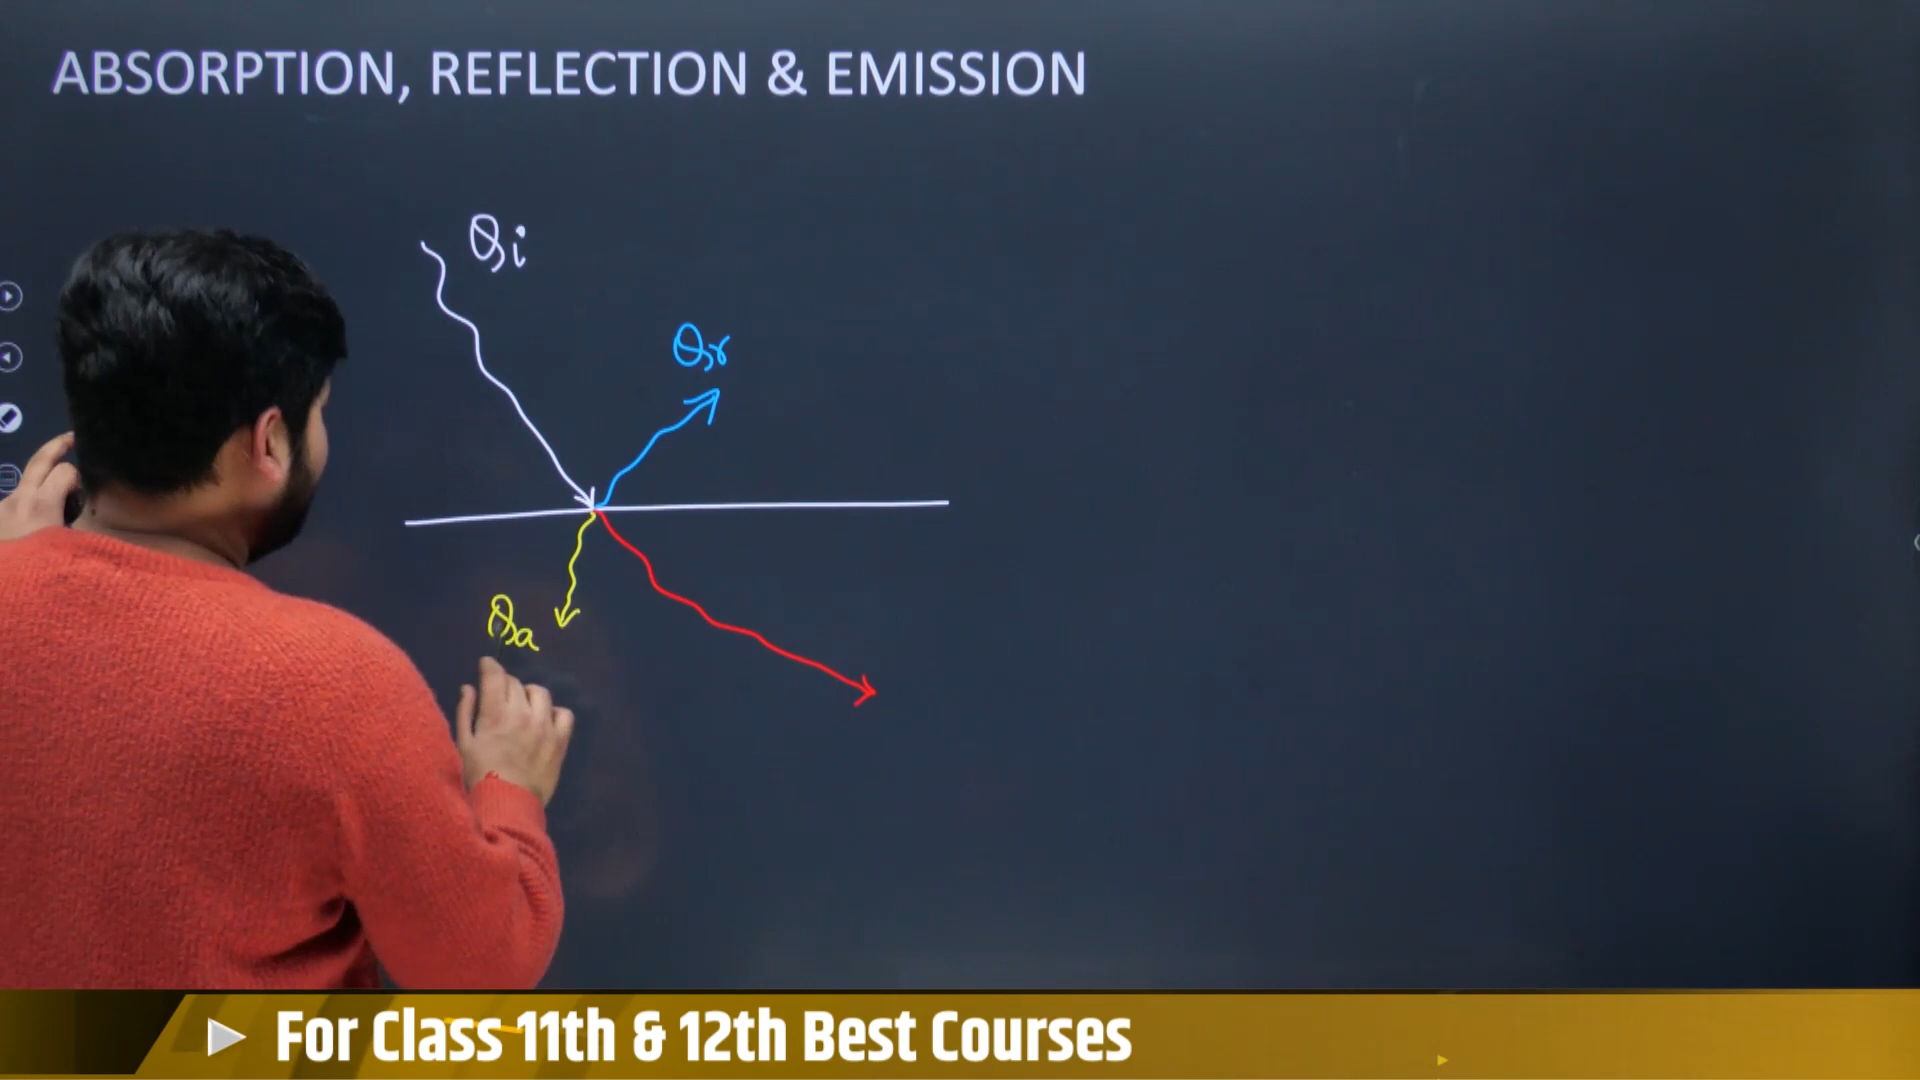 ABSORPTION, REFLECTION & EMISSION
Qi
Qr
Qa
For Class 11th & 12th Best Courses